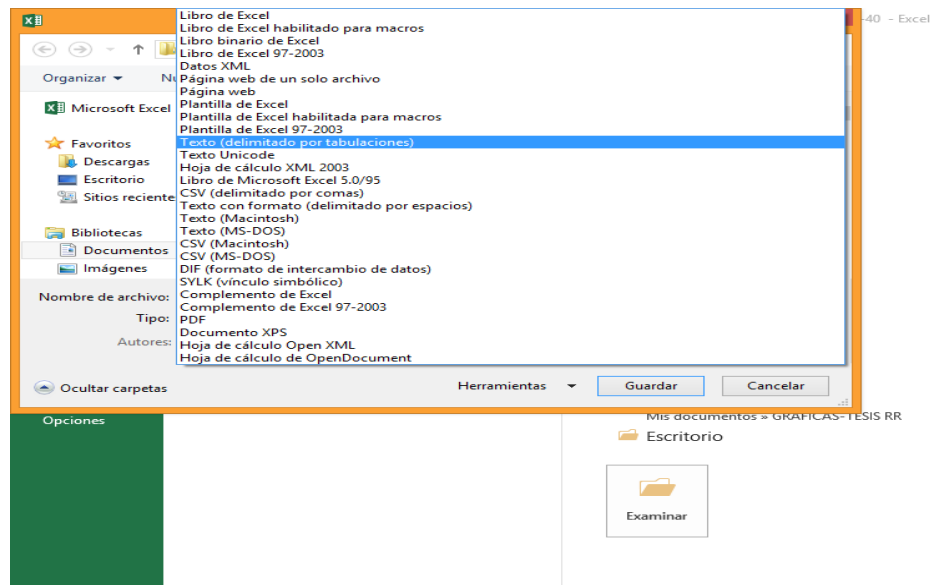 -40 - Excel
Libro de Excel
Libro de Excel habilitado para macros
Libro binario de Excel
Libro de Excel 97-2003
Datos XML
Página web de un solo archivo
Página web
Plantilla de Excel
Plantilla de Excel habilitada para macros
Plantilla de Excel 97-2003
Texto (delimitado por tabulaciones)
Texto Unicode
Hoja de cálculo XML 2003
Libro de Microsoft Excel 5.0/95
CSV (delimitado por comas)
Texto con formato (delimitado por espacios)
Texto (Macintosh)
Texto (MS-DOS)
CSV (Macintosh)
CSV (MS-DOS)
DIF (formato de intercambio de datos)
SYLK (vínculo simbólico)
Complemento de Excel
Complemento de Excel 97-2003
PDF
Documento XPS
Hoja de cálculo Open XML
Hoja de cálculo de OpenDocument
Organizar
Microsoft Excel
Favoritos
Descargas
Escritorio
Sitios reciente
Bibliotecas
Documentos
Imágenes
Nombre de archivo:
Tipo:
Autores:
Ocultar carpetas
Herramientas
Guardar
Cancelar
Opciones
Mis documentos » GRAFICAS-TESIS RR
Escritorio
Examinar